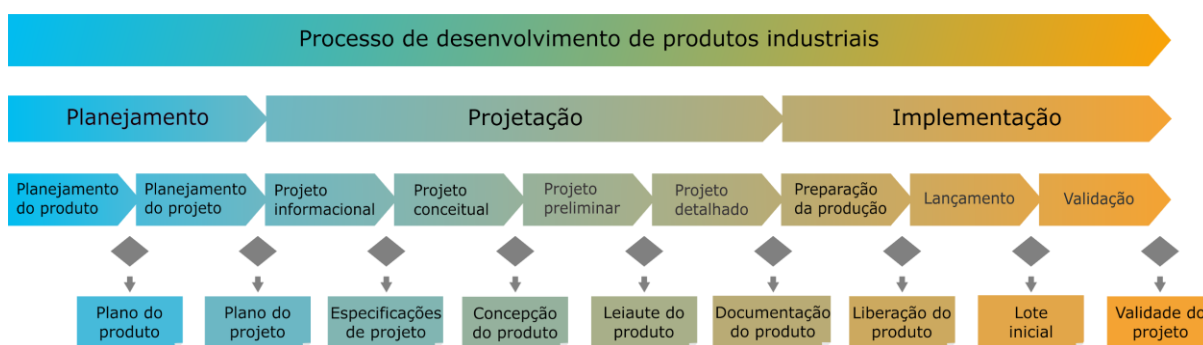 Processo de desenvolvimento de produtos industriais
Planejamento
Projetação
Implementação
Planejamento
do produto
Planejamento
do projeto
Projeto
informacional
Projeto
conceitual
Projeto
preliminar
Projeto
detalhado
Preparação
da produção
Lançamento
Validação
Plano do
produto
Plano do
projeto
Especificações
de projeto
Concepção
do produto
Leiaute do
produto
Documentação
do produto
Liberação do
produto
Lote
inicial
Validade do
projeto